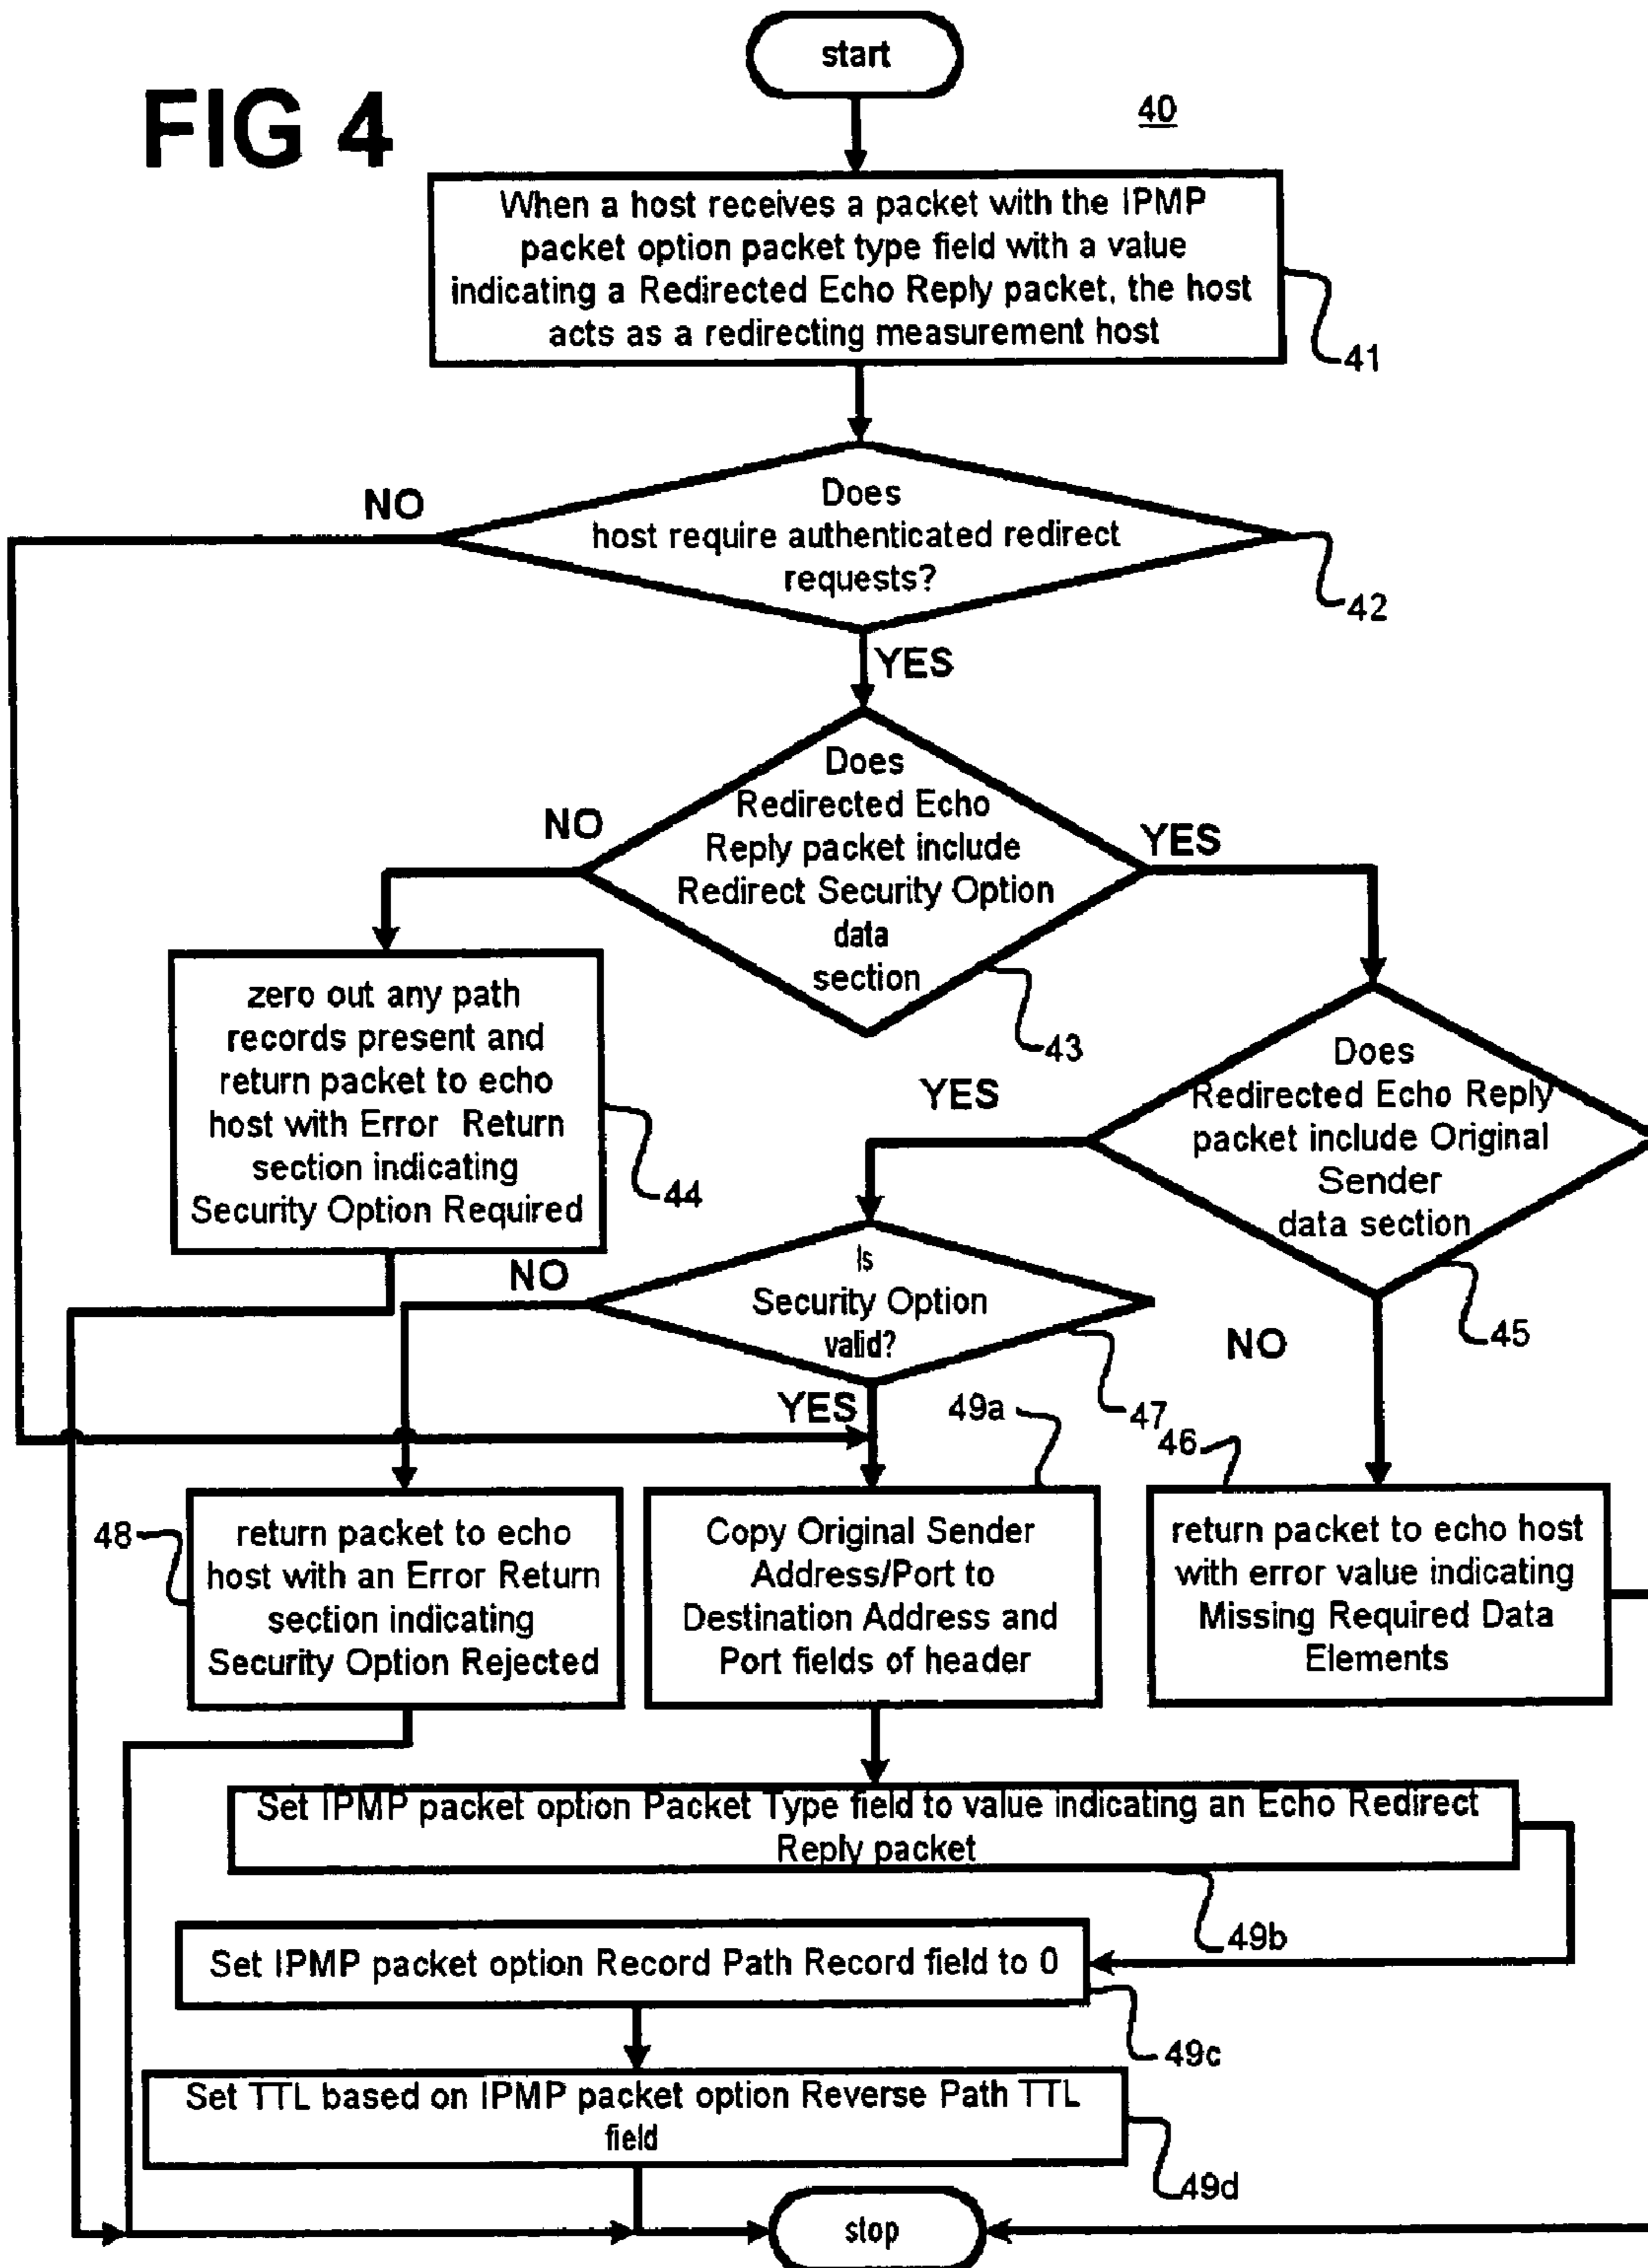 start
FIG 4
40
When a host receives a packet with the IPMP
packet option packet type field with a value
indicating a Redirected Echo Reply packet, the host
acts as a redirecting measurement host
41
NO
Does
host require authenticated redirect
requests?
42
YES
Does
Redirected Echo
Reply packet include
Redirect Security Option
data
section
43
NO
YES
zero out any path
records present and
return packet to echo
host with Error Return
section indicating
Security Option Required
44
Does
Redirected Echo Reply
packet include Original
Sender
data section
45
YES
NO
Is
Security Option
valid?
47
NO
YES
49a
46
48
return packet to echo
host with an Error Return
section indicating
Security Option Rejected
Copy Original Sender
Address/Port to
Destination Address and
Port fields of header
return packet to echo host
with error value indicating
Missing Required Data
Elements
Set IPMP packet option Packet Type field to value indicating an Echo Redirect
Reply packet
49b
Set IPMP packet option Record Path Record field to 0
49c
Set TTL based on IPMP packet option Reverse Path TTL
field
49d
stop